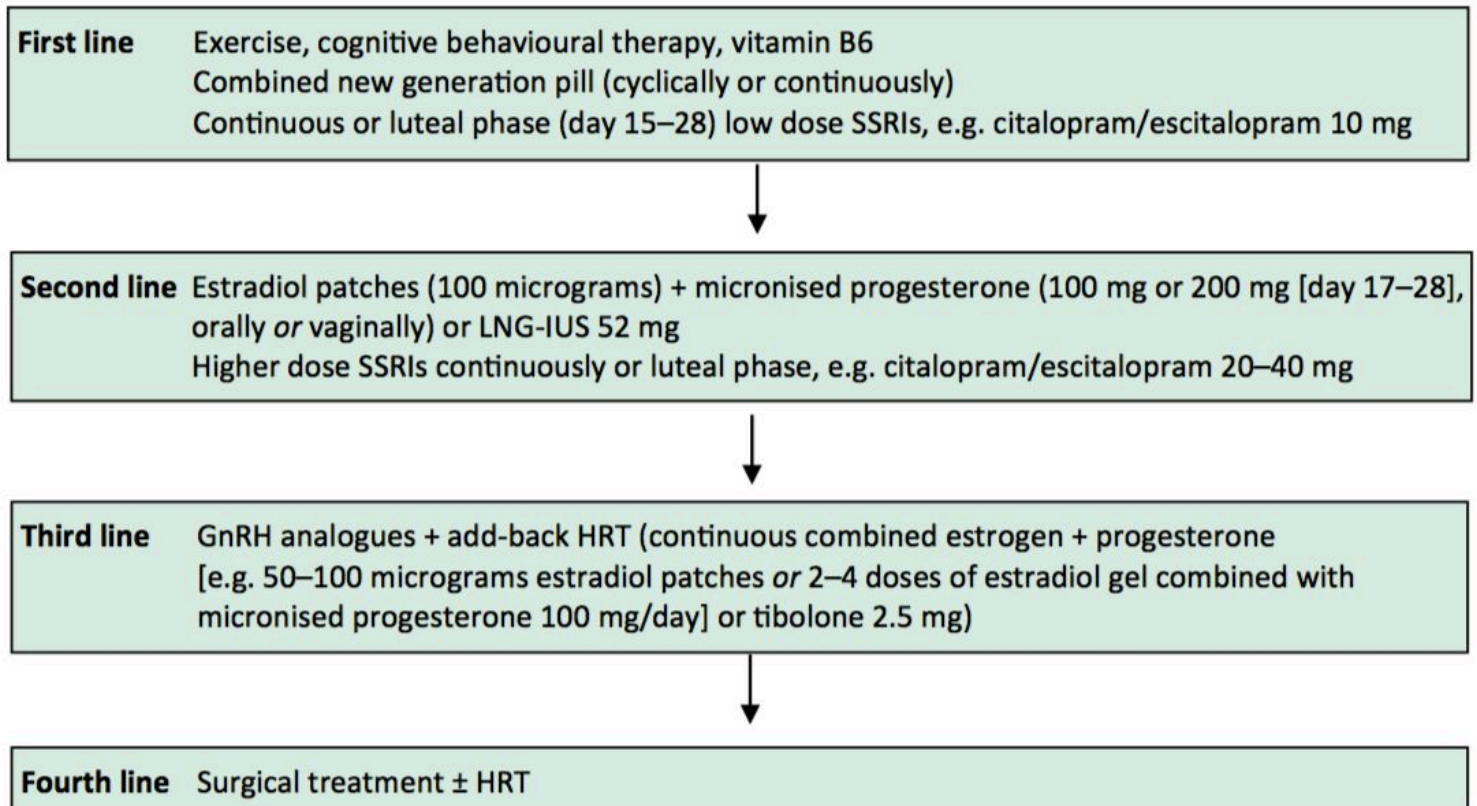 First line Exercise, cognitive behavioural therapy, vitamin B6
Combined new generation pill (cyclically or continuously)
Continuous or luteal phase (day 15–28) low dose SSRIs, e.g. citalopram/escitalopram 10 mg
Second line Estradiol patches (100 micrograms) + micronised progesterone (100 mg or 200 mg [day 17–28],
orally or vaginally) or LNG-IUS 52 mg
Higher dose SSRIs continuously or luteal phase, e.g. citalopram/escitalopram 20–40 mg
Third line GnRH analogues + add-back HRT (continuous combined estrogen + progesterone
[e.g. 50–100 micrograms estradiol patches or 2–4 doses of estradiol gel combined with
micronised progesterone 100 mg/day] or tibolone 2.5 mg)
Fourth line Surgical treatment ± HRT